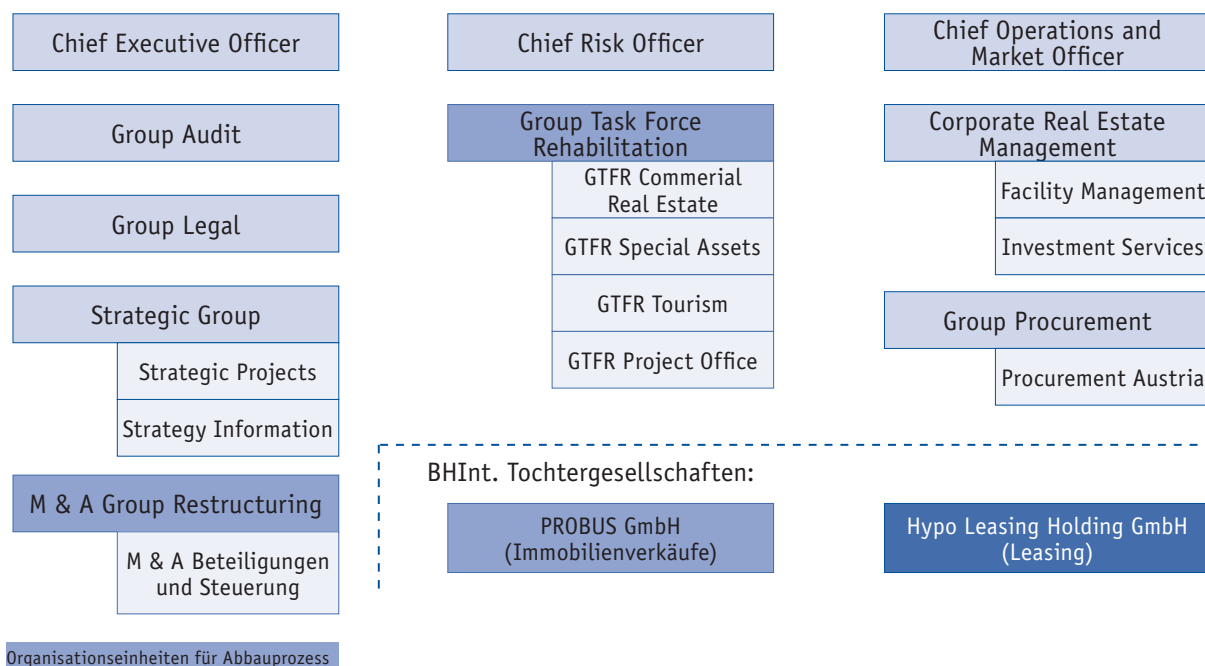 Chief Executive Officer
Group Audit
Group Legal
Strategic Group
Strategic Projects
Strategy Information
M & A Group Restructuring
M & A Beteiligungen
und Steuerung
Organisationseinheiten für Abbauprozess
Chief Risk Officer
Group Task Force
Rehabilitation
GTFR Commerial
Real Estate
GTFR Special Assets
GTFR Tourism
GTFR Project Office
Chief Operations and
Market Officer
Corporate Real Estate
Management
Facility Management
Investment Services
Group Procurement
Procurement Austria
BHInt. Tochtergesellschaften:
PROBUS GmbH
(Immobilienverkäufe)
Hypo Leasing Holding GmbH
(Leasing)